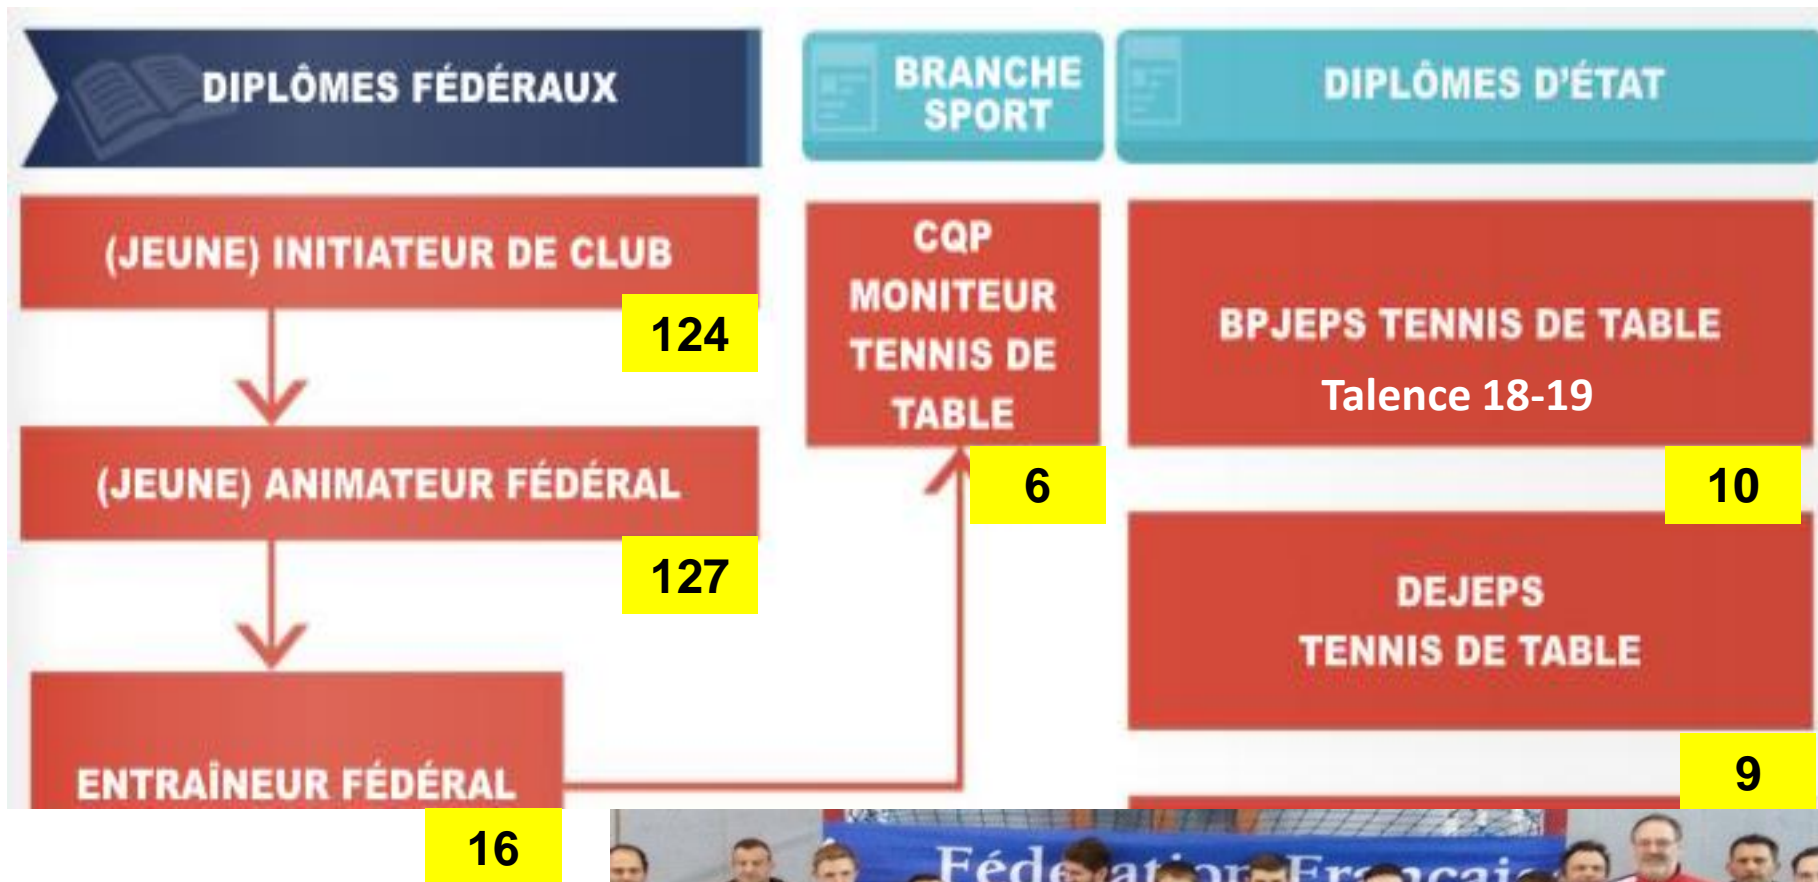 DIPLÔMES FÉDÉRAUX
(JEUNE) INITIATEUR DE CLUB
124
(JEUNE) ANIMATEUR FÉDÉRAL
127
ENTRAÎNEUR FÉDÉRAL
16
BRANCHE
SPORT
CQP
MONITEUR
TENNIS DE
TABLE
6
DIPLÔMES D'ÉTAT
BPJEPS TENNIS DE TABLE
Talence 18-19
10
DEJEPS
TENNIS DE TABLE
9